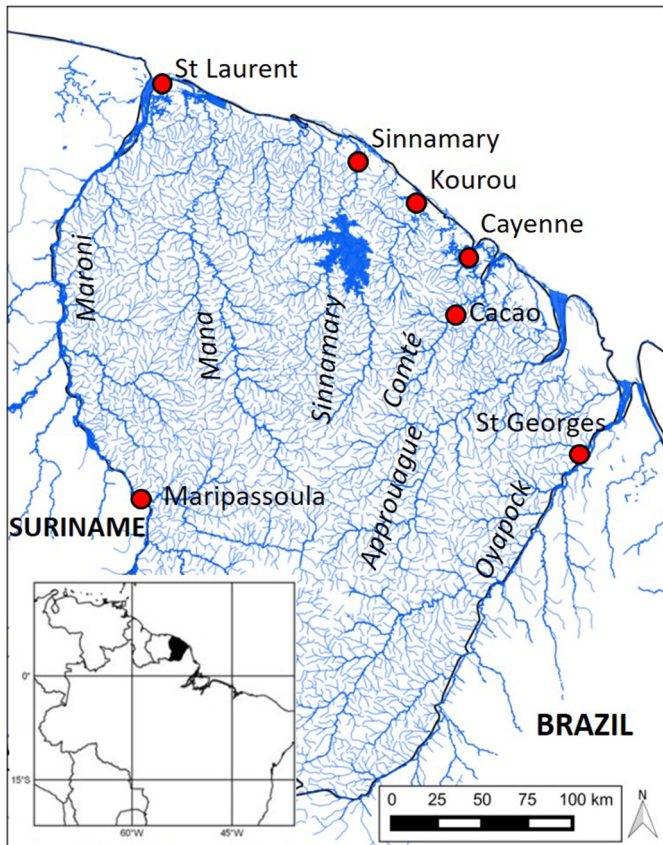 St Laurent
Sinnamary
Kourou
Cayenne
Maroni
Mana
Sinnamary
Comté
Cacao
St Georges
Approuague
Oyapock
Maripassoula
SURINAME
BRAZIL
0°
15°S
60°W 45°W
0 25 50 75 100 km
N